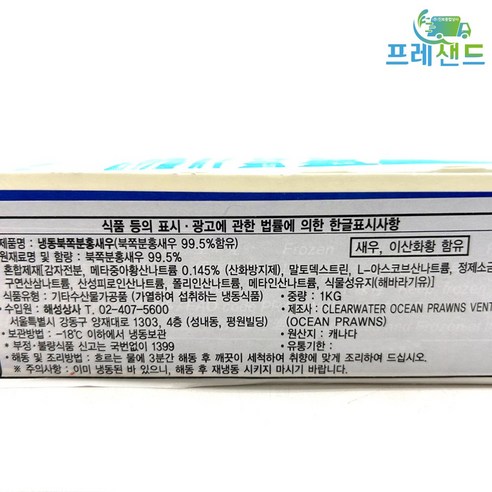 프레샌드
식품 등의 표시·광고에 관한 법률에 의한 한글표시사항
제품명 : 냉동북쪽분홍새우(북쪽분홍새우 99.5%함유)
새우, 이산화황 함유
원재료명 및 함량 : 북쪽분홍새우 99.5%
혼합제제[감자전분, 메타중아황산나트륨 0.145% (산화방지제), 말토덱스트린, L-아스코브산나트륨, 정제소금
구연산삼나트륨, 산성피로인산나트륨, 폴리인산나트륨, 메타인산나트륨, 식물성유지(해바라기유)]
식품유형 : 기타수산물가공품 (가열하여 섭취하는 냉동식품)
· 중량 : 1KG
· 수입원 : 해성상사 T. 02-407-5600
· 제조사 : CLEARWATER OCEAN PRAWNS VENT
서울특별시 강동구 양재대로 1303, 4층 (성내동, 평원빌딩)
(OCEAN PRAWNS)
· 보관방법 : -18℃ 이하에서 냉동보관
· 원산지 : 캐나다
* 부정·불량식품 신고는 국번없이 1399
· 유통기한 :
· 해동 및 조리방법 : 흐르는 물에 3분간 해동 후 깨끗이 세척하여 취향에 맞게 조리하여 드십시오.
※ 주의사항 : 이미 냉동된 바 있으니, 해동 후 재냉동 시키지 마시기 바랍니다.